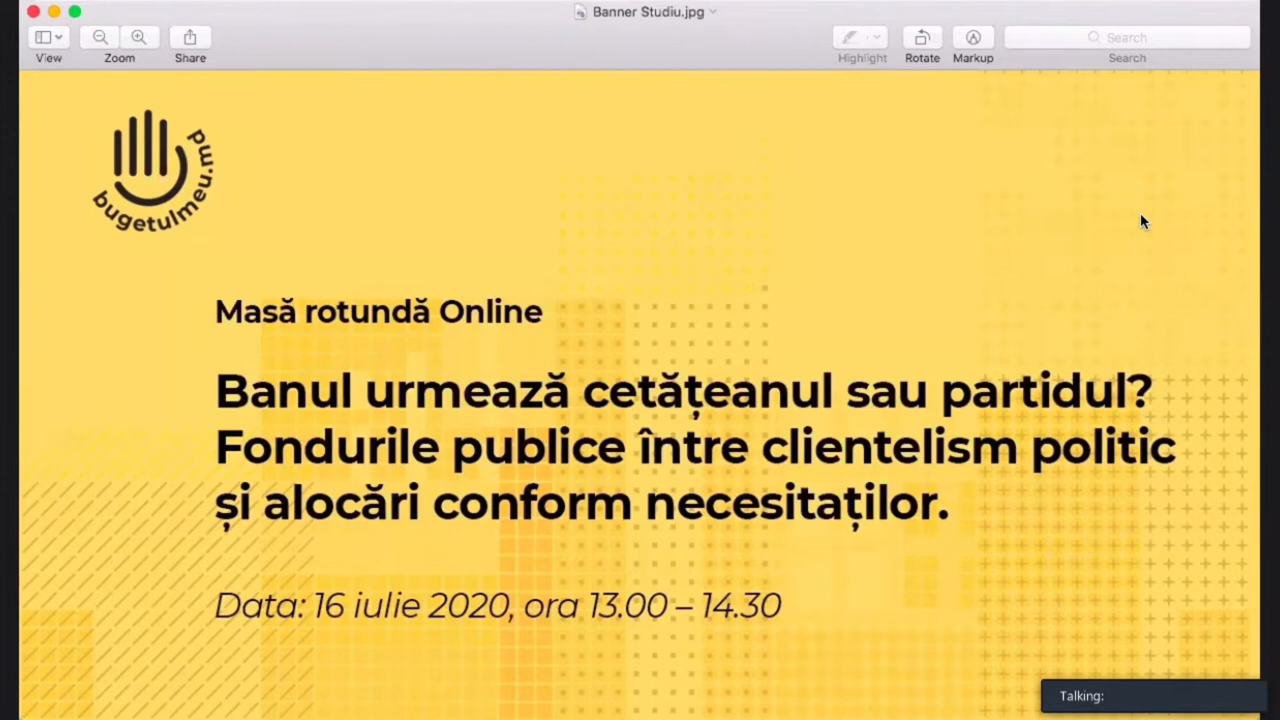 Banner Studiu.jpg
View
Zoom
Share
Highlight
Rotate
Markup
Search
Search
bugetulmeu.md
Masă rotundă Online
Banul urmează cetățeanul sau partidul?
Fondurile publice între clientelism politic
și alocări conform necesitaților.
Data: 16 iulie 2020, ora 13.00 – 14.30
Talking: